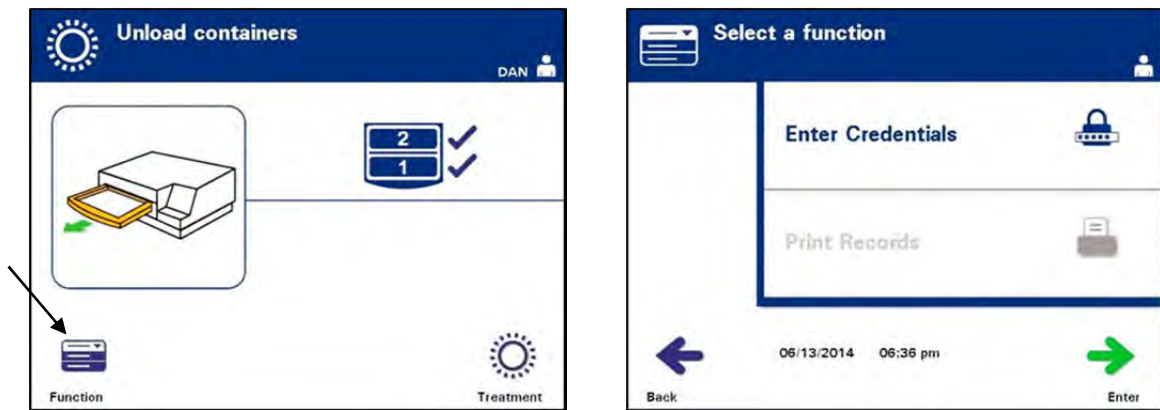 Unload containers
DAN
2
1
Function
Treatment
Select a function
Enter Credentials
Print Records
06/13/2014 06:36 pm
Back
Enter